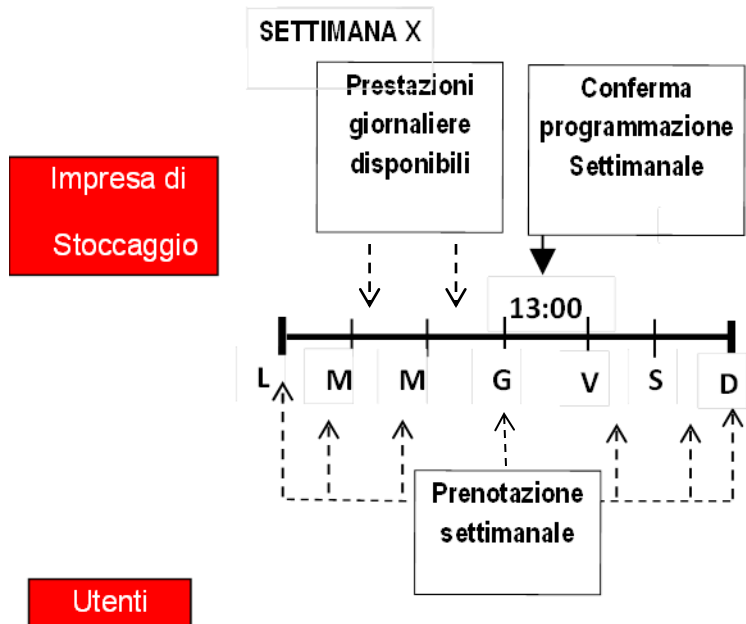 SETTIMANA X
Prestazioni
giornaliere
disponibili
Conferma
programmazione
Settimanale
Impresa di
Stoccaggio
13:00
L M M G V S D
Prenotazione
settimanale
Utenti